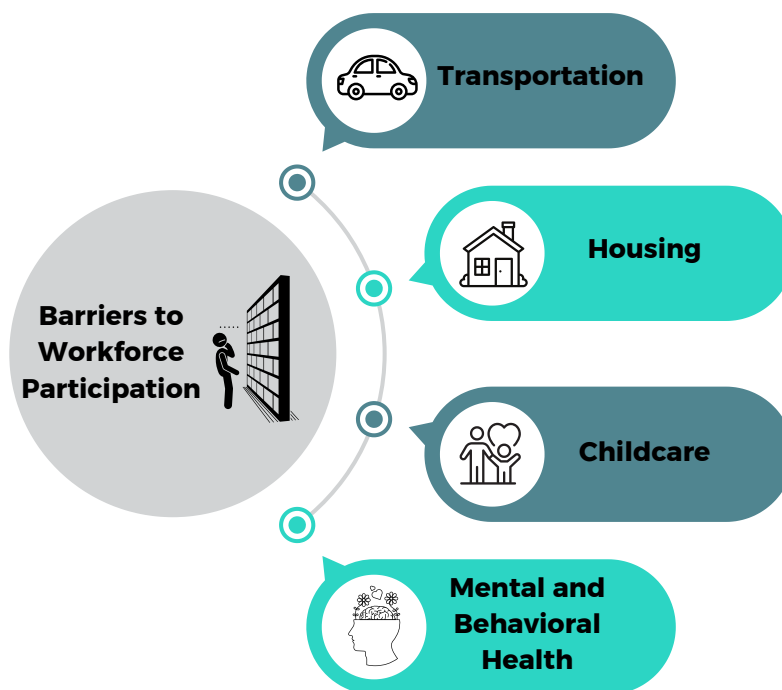 Transportation
Housing
Barriers to
Workforce
Participation
Childcare
Mental and
Behavioral
Health